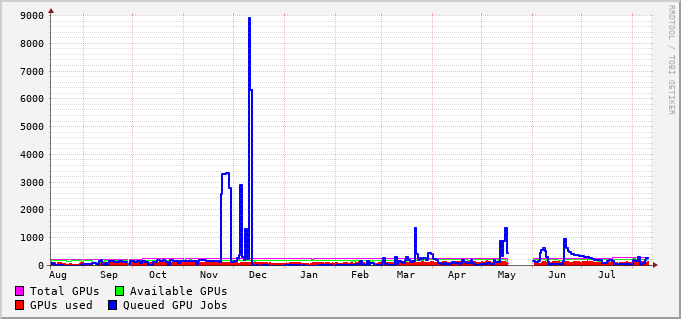 9000
8000
7000
6000
5000
4000
3000
2000
1000
0
Aug Sep Oct Nov Dec Jan Feb Mar Apr May Jun Jul
Total GPUs Available GPUs
GPUs used Queued GPU Jobs
RRDTOOL / TOBI OETIKER